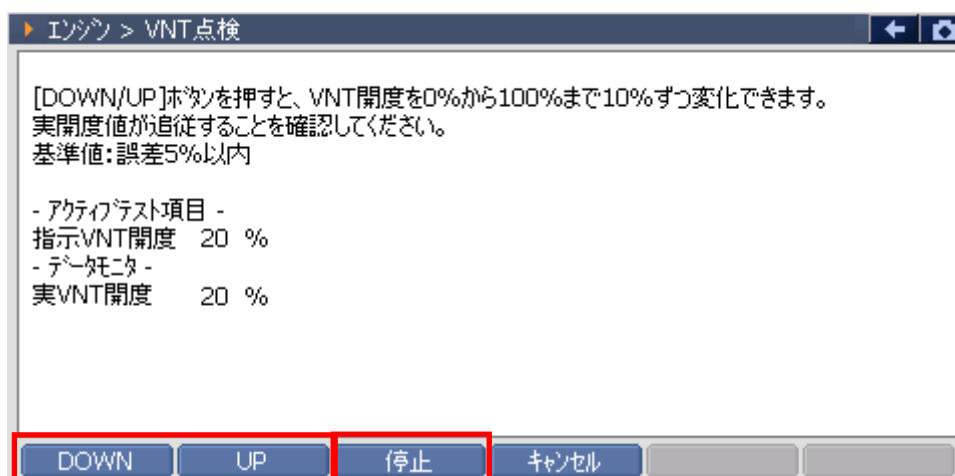 ｴﾝｼﾞﾝ > VNT点検
[DOWN/UP]ﾎﾞﾀﾝを押すと、VNT開度を0%から100%まで10%ずつ変化できます。
実開度値が追従することを確認してください。
基準値:誤差5%以内
- ｱｸﾃｨﾌﾞﾃｽﾄ項目 -
指示VNT開度 20 %
- ﾃﾞｰﾀﾓﾆﾀ -
実VNT開度 20 %
DOWN UP 停止 ｷｬﾝｾﾙ